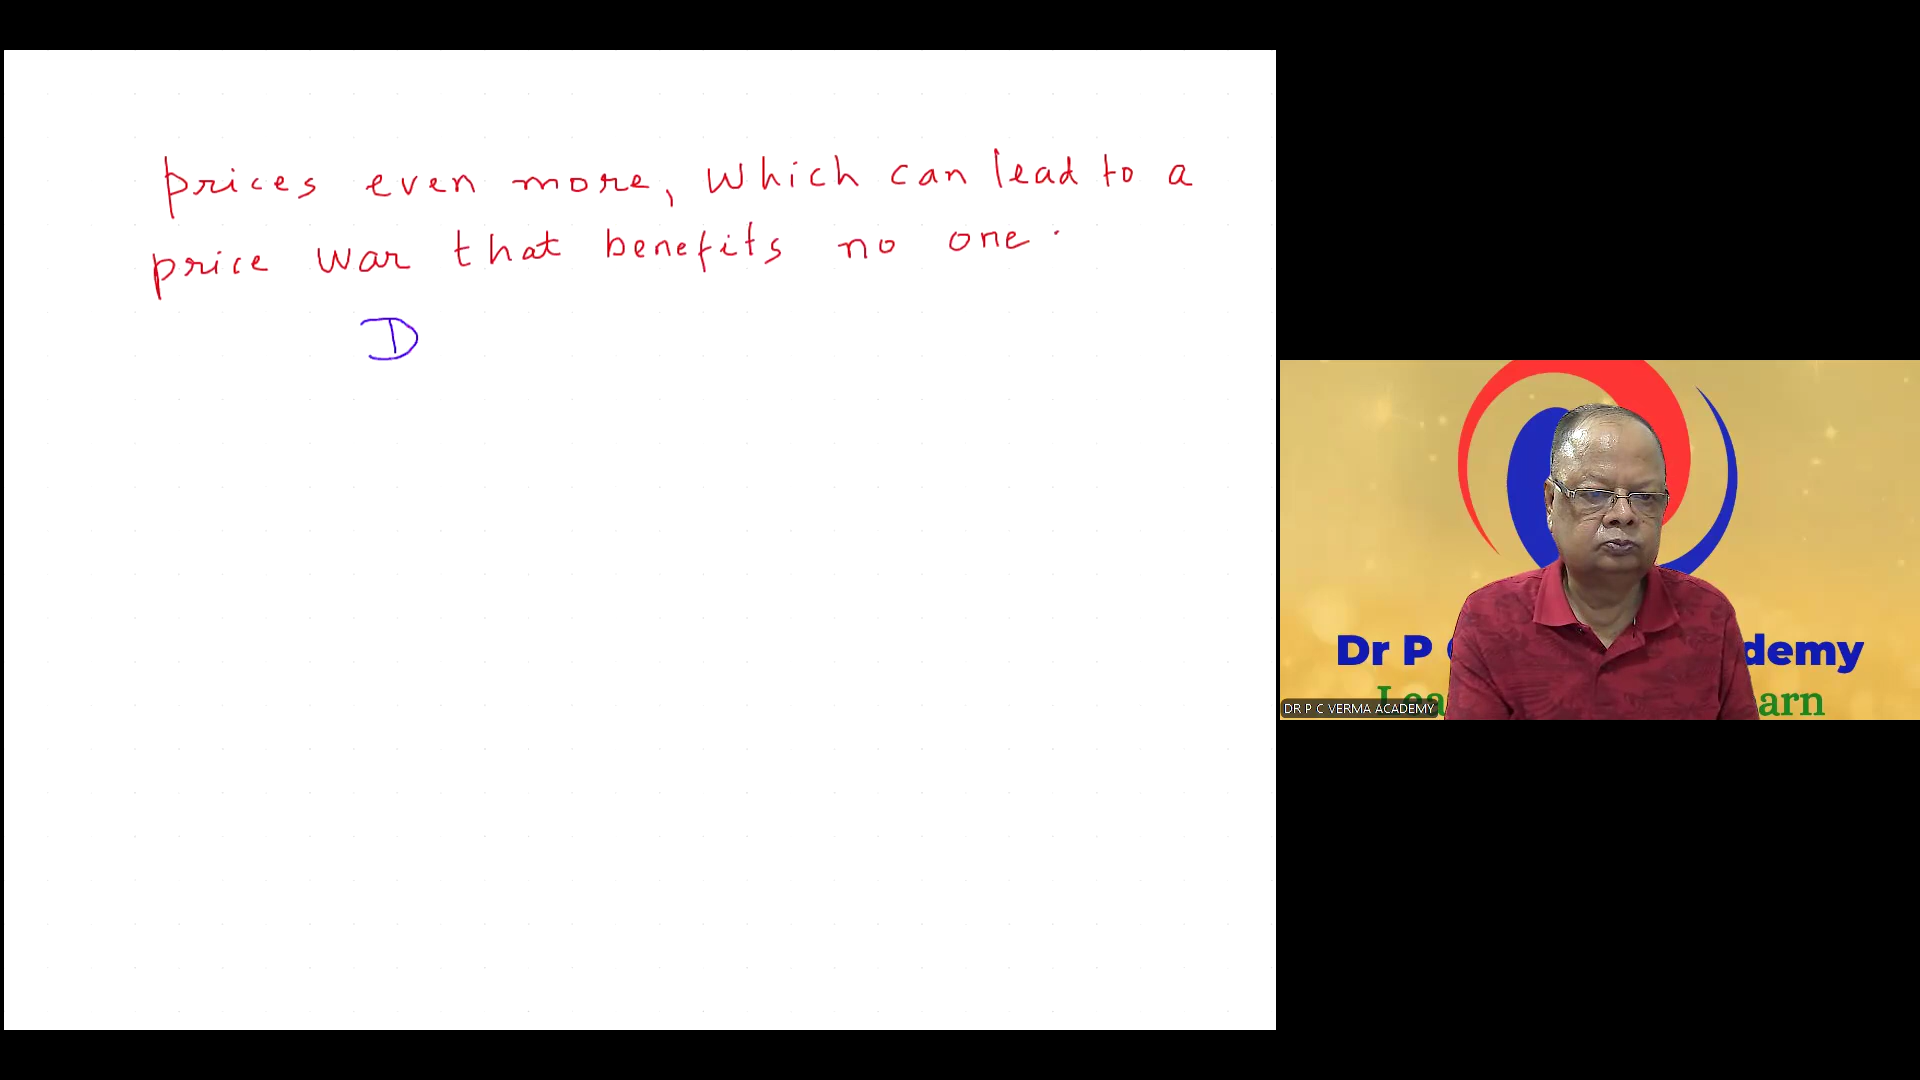 prices even more, which can lead to a
price war that benefits no one.
D
Dr P C demy
Lea arn
DR P C VERMA ACADEMY